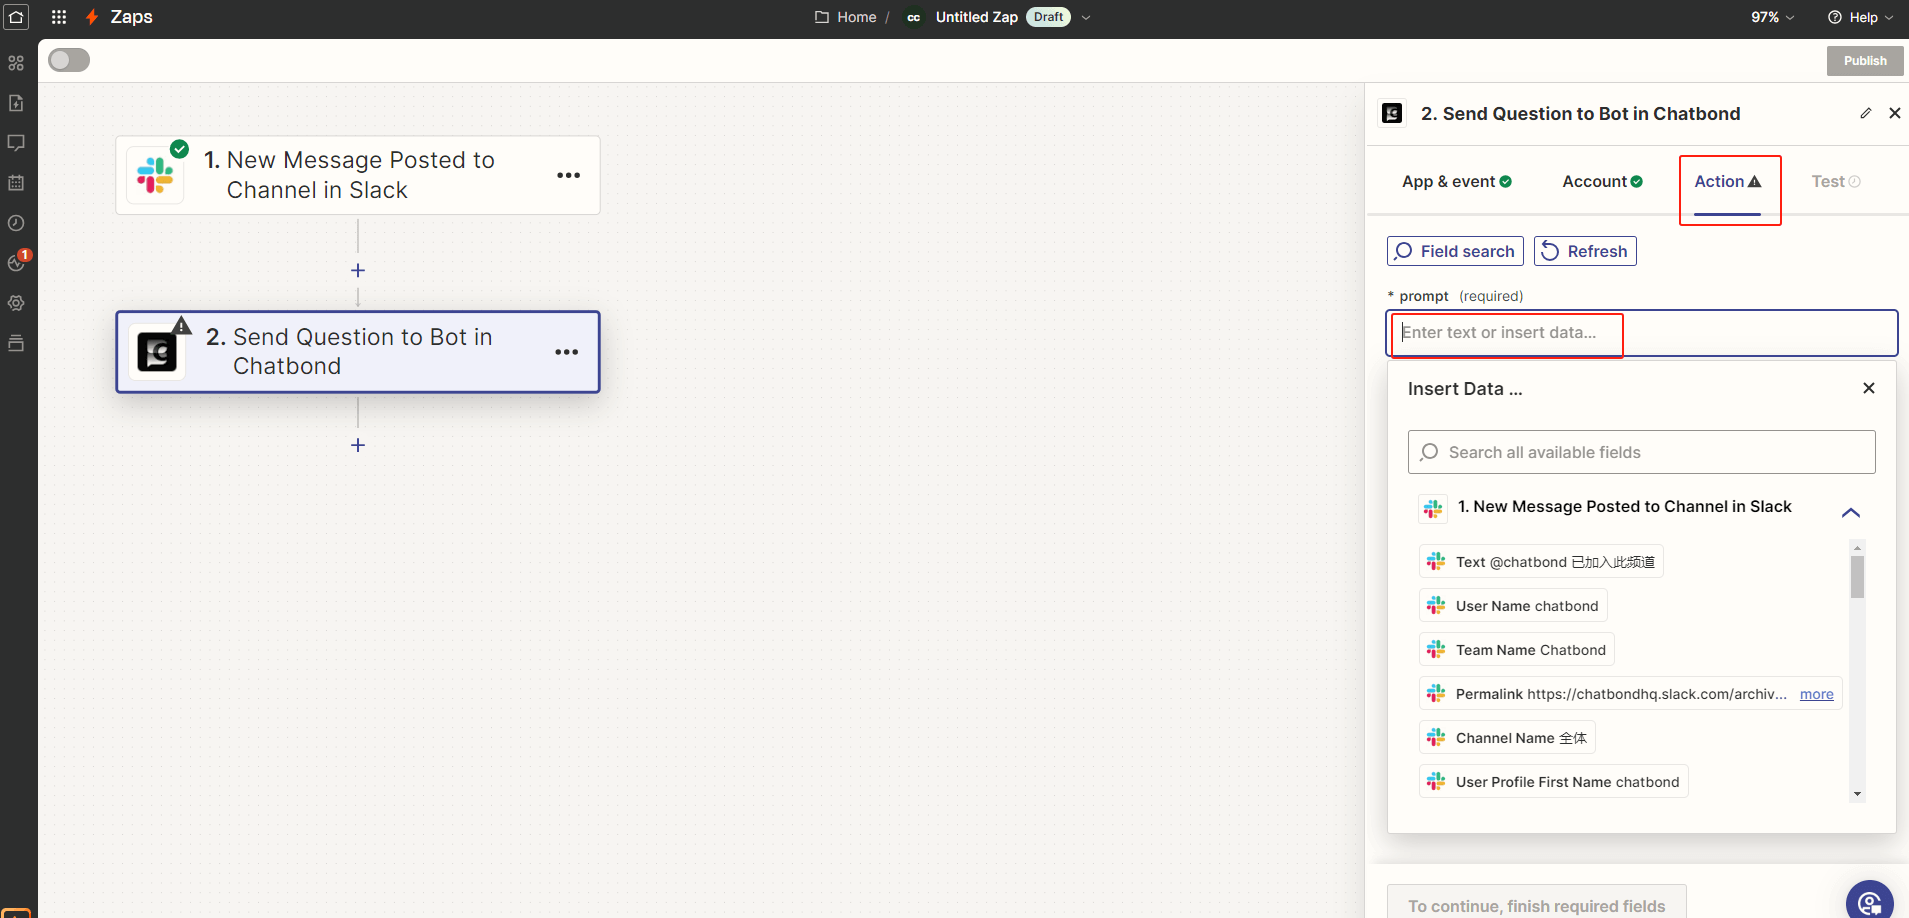 Zaps
Home / cc Untitled Zap Draft
97%
Help
Publish
1. New Message Posted to
Channel in Slack
2. Send Question to Bot in
Chatbond
1
2. Send Question to Bot in Chatbond
App & event
Account
Action
Test
Field search
Refresh
* prompt (required)
Enter text or insert data...
Insert Data ...
Search all available fields
1. New Message Posted to Channel in Slack
Text @chatbond 已加入此频道
User Name chatbond
Team Name Chatbond
Permalink https://chatbondhq.slack.com/archiv... more
Channel Name 全体
User Profile First Name chatbond
To continue, finish required fields